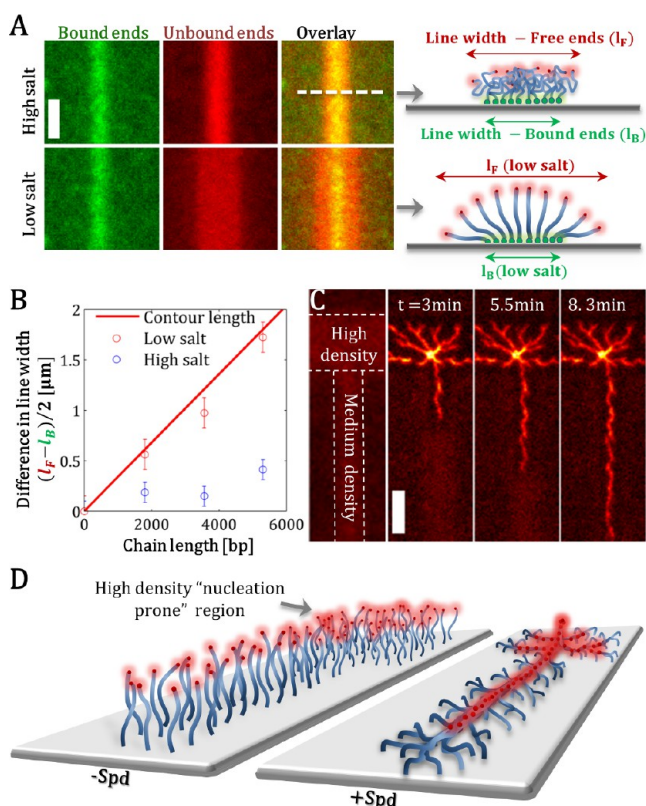 A
Bound ends
Unbound ends
Overlay
High salt
Low salt
Line width – Free ends (lF)
Line width – Bound ends (lB)
lF (low salt)
lB(low salt)
B
Difference in line width
(lF–lB)/2 [μm]
2
1.5
1
0.5
0
Contour length
Low salt
High salt
0
2000
4000
6000
Chain length [bp]
C
High
density
Medium density
t =3min
5.5min
8. 3min
D
High density "nucleation
prone" region
-Spd
+Spd